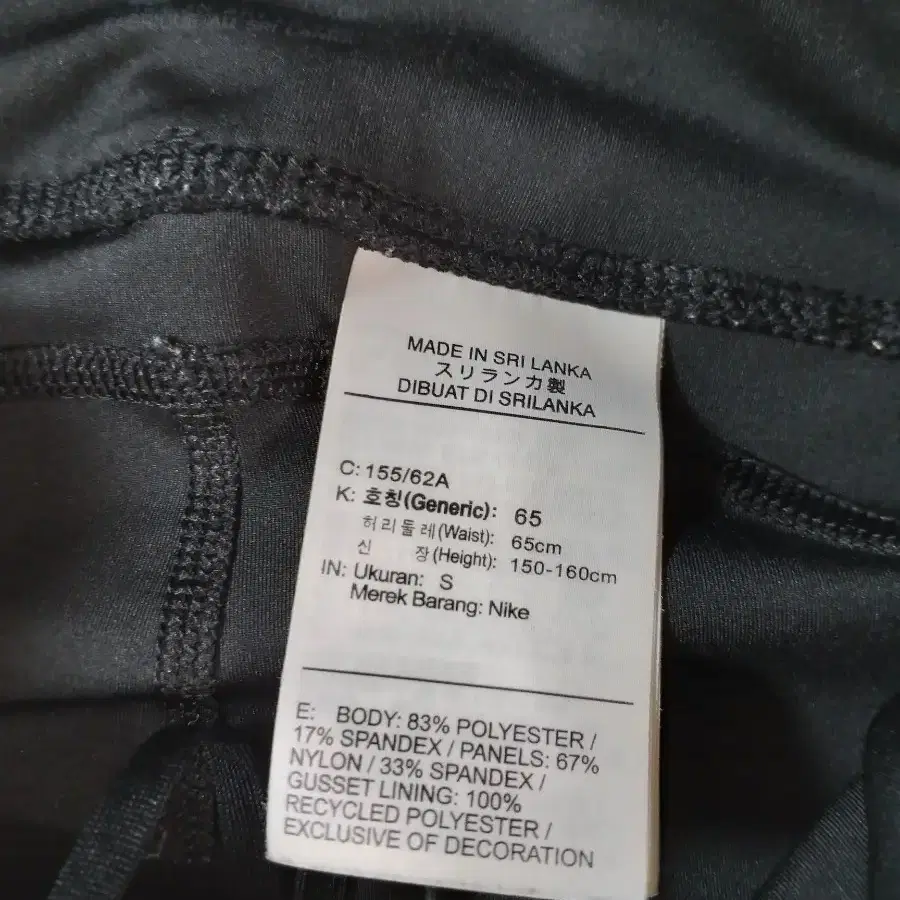 MADE IN SRI LANKA
スリランカ製
DIBUAT DI SRILANKA
C: 155/62A
K: 호칭(Generic): 65
허리둘레(Waist): 65cm
신 장(Height): 150-160cm
IN: Ukuran: S
Merek Barang: Nike
E: BODY: 83% POLYESTER /
17% SPANDEX / PANELS: 67%
NYLON / 33% SPANDEX /
GUSSET LINING: 100%
RECYCLED POLYESTER /
EXCLUSIVE OF DECORATION